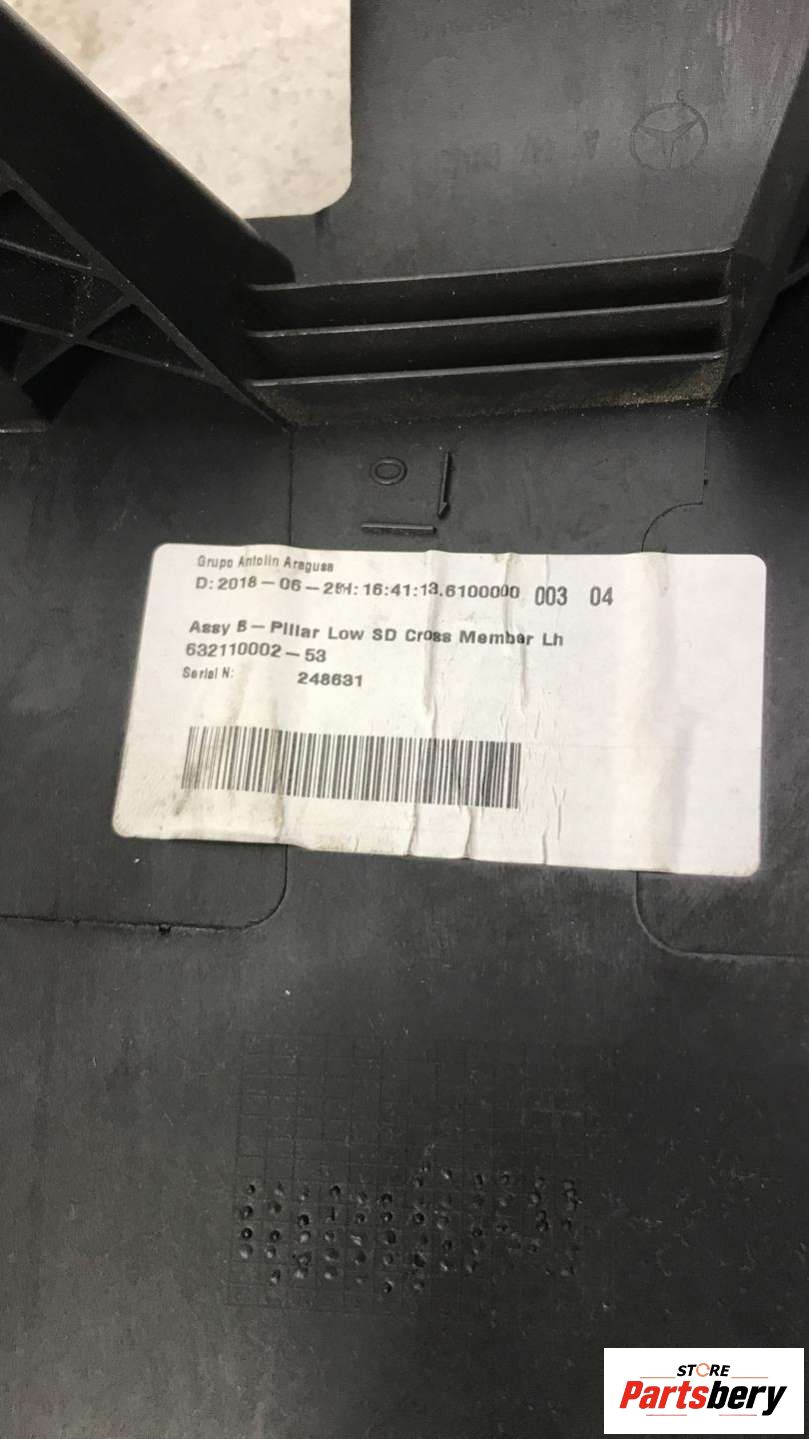 Grupo Antolin Aragusa
D: 2018-06-28H: 16:41:13.6100000 003 04
Assy B-Pillar Low SD Cross Member Lh
632110002-53
Serial N: 248631
STORE
Partsbery